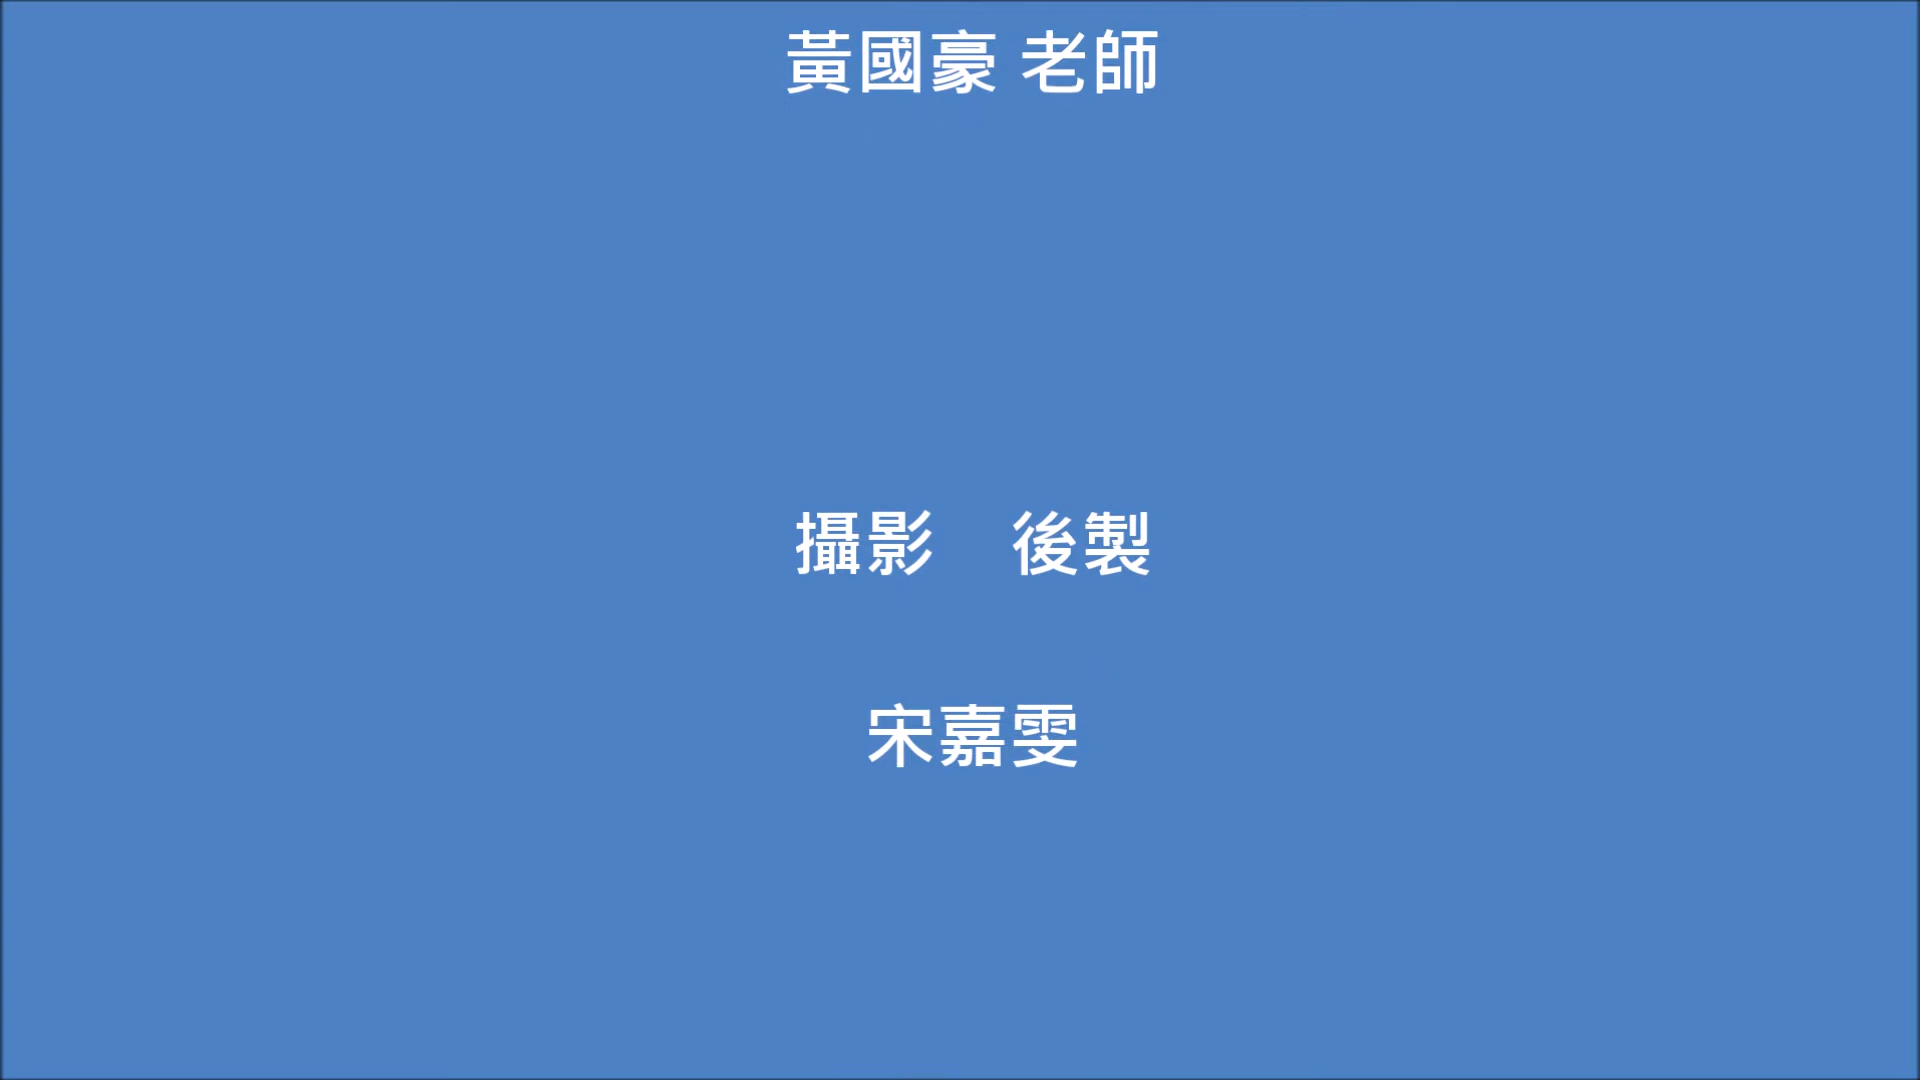 黃國豪 老師
攝影　後製
宋嘉雯